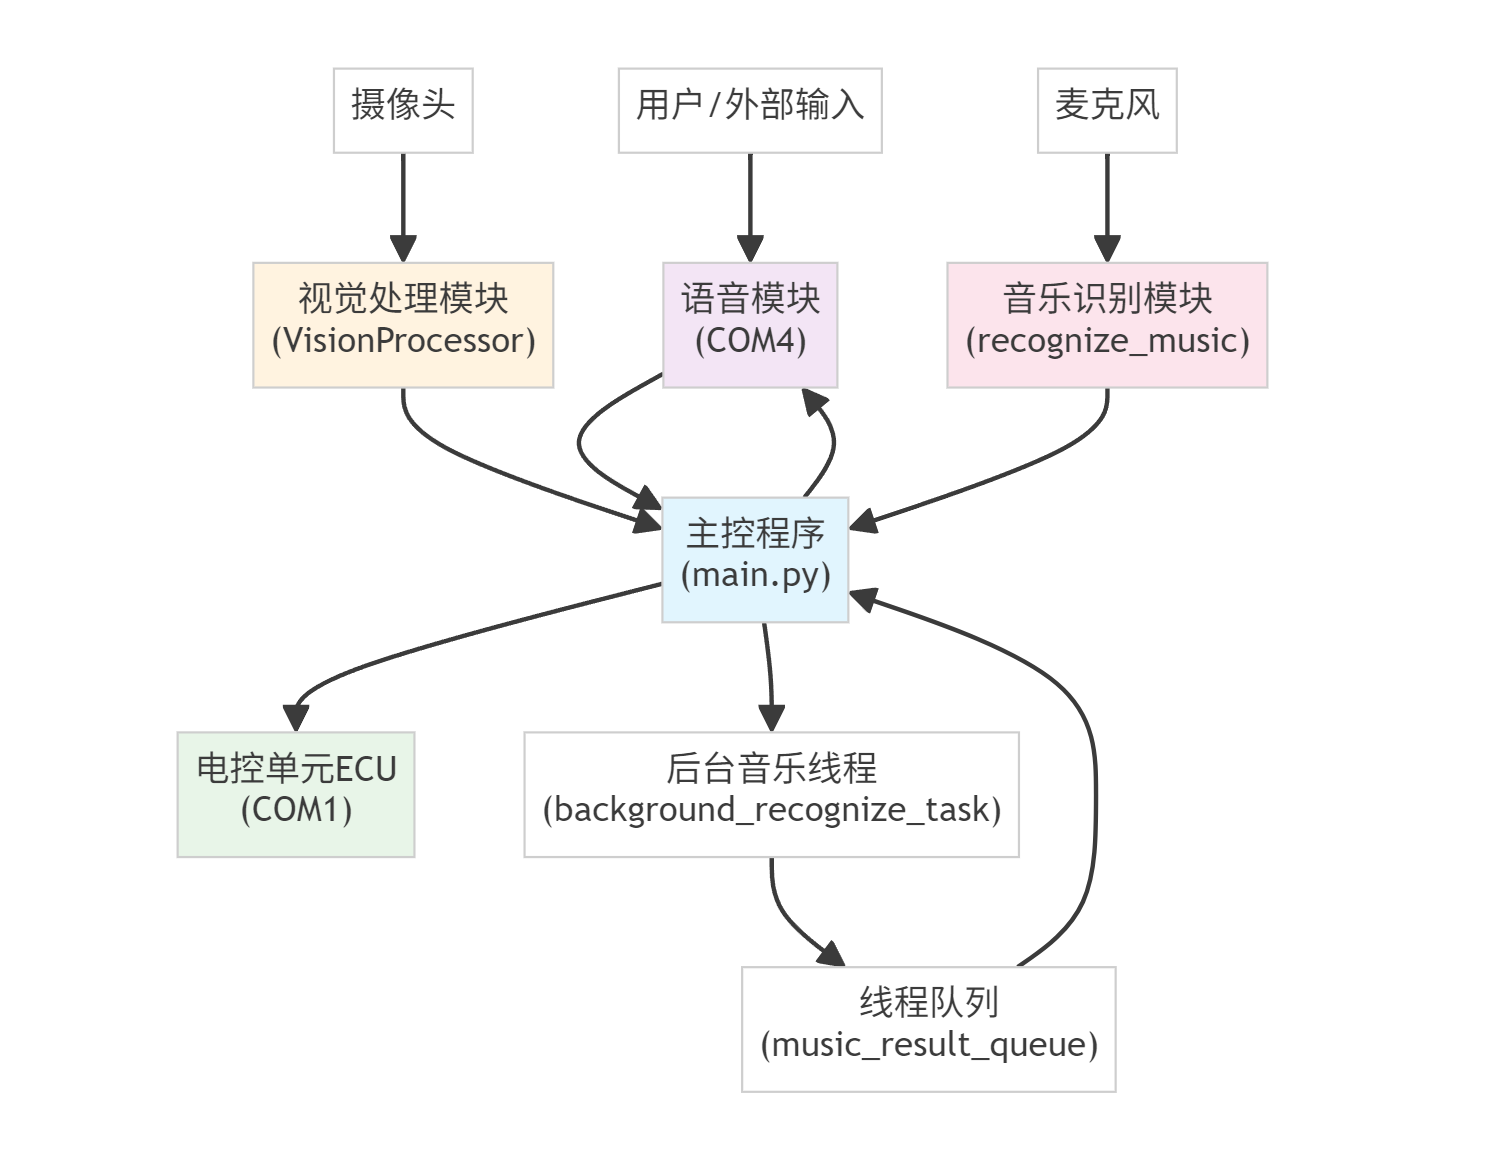 摄像头
用户/外部输入
麦克风
视觉处理模块
(VisionProcessor)
语音模块
(COM4)
音乐识别模块
(recognize_music)
主控程序
(main.py)
电控单元ECU
(COM1)
后台音乐线程
(background_recognize_task)
线程队列
(music_result_queue)